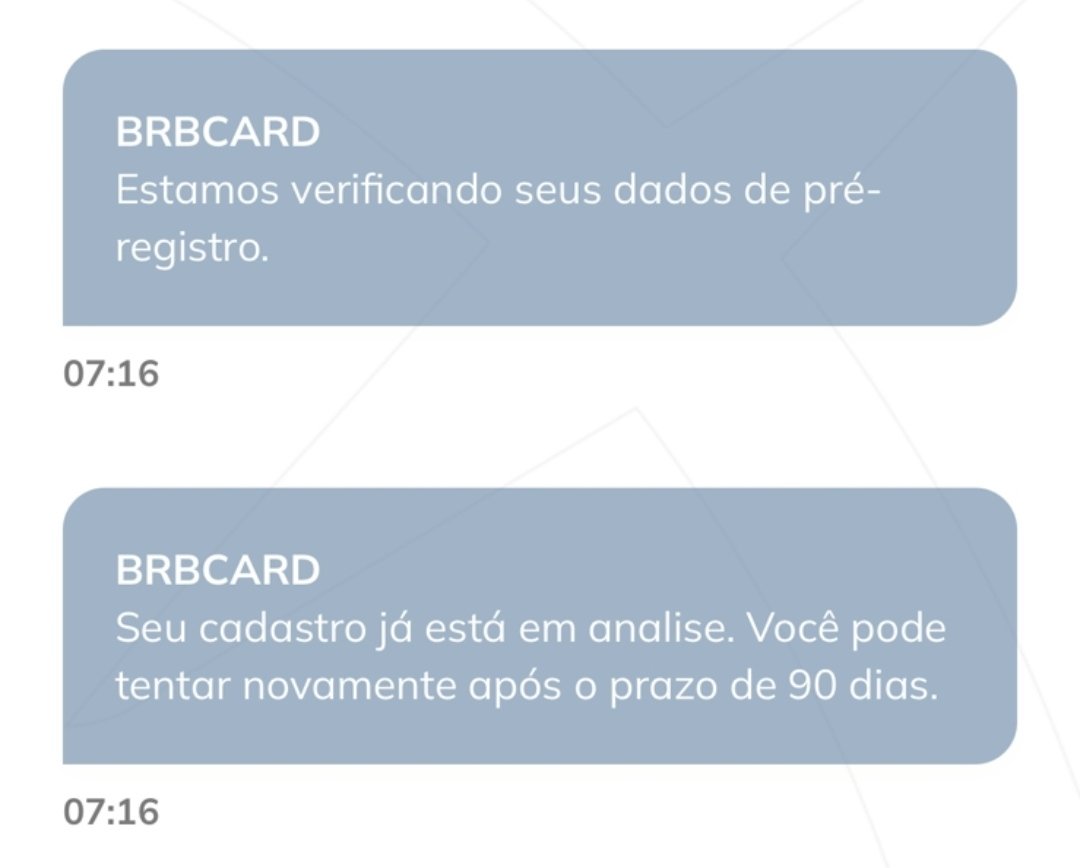 BRBCARD
Estamos verificando seus dados de pré-
registro.
07:16
BRBCARD
Seu cadastro já está em analise. Você pode
tentar novamente após o prazo de 90 dias.
07:16